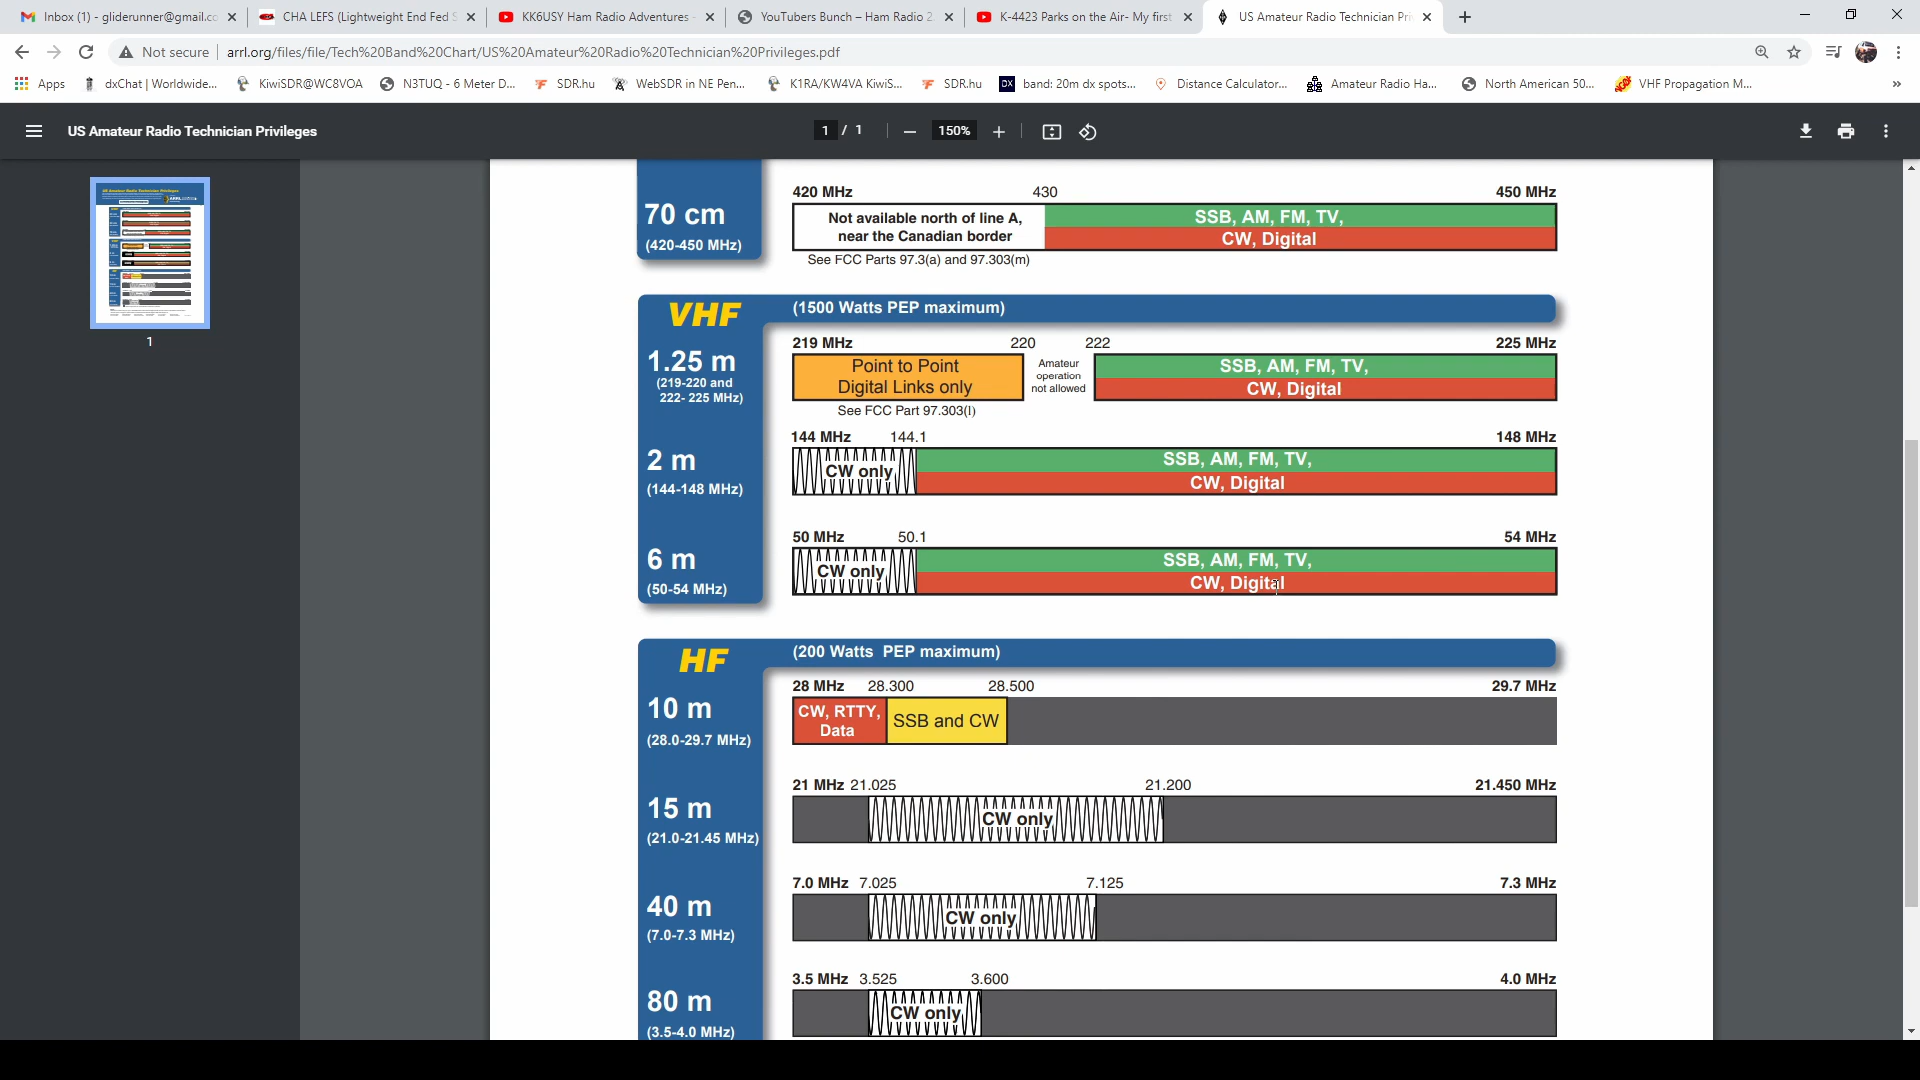 Inbox (1) - gliderunner@gmail.cc
CHA LEFS (Lightweight End Fed S
KK6USY Ham Radio Adventures -
YouTubers Bunch – Ham Radio 2
K-4423 Parks on the Air- My first
US Amateur Radio Technician Pri
Not secure
arrl.org/files/file/Tech%20Band%20Chart/US%20Amateur%20Radio%20Technician%20Privileges.pdf
Apps
dxChat | Worldwide...
KiwiSDR@WC8VOA
N3TUQ - 6 Meter D...
SDR.hu
WebSDR in NE Pen...
K1RA/KW4VA KiwiS...
SDR.hu
DX
band: 20m dx spots...
Distance Calculator...
Amateur Radio Ha...
North American 50...
VHF Propagation M...
»
US Amateur Radio Technician Privileges
1 / 1
150%
1
70 cm
(420-450 MHz)
420 MHz 430 450 MHz
Not available north of line A,
near the Canadian border
SSB, AM, FM, TV,
CW, Digital
See FCC Parts 97.3(a) and 97.303(m)
VHF
(1500 Watts PEP maximum)
1.25 m
(219-220 and
222- 225 MHz)
219 MHz 220 222 225 MHz
Point to Point
Digital Links only
Amateur
operation
not allowed
SSB, AM, FM, TV,
CW, Digital
See FCC Part 97.303(l)
2 m
(144-148 MHz)
144 MHz 144.1 148 MHz
CW only
SSB, AM, FM, TV,
CW, Digital
6 m
(50-54 MHz)
50 MHz 50.1 54 MHz
CW only
SSB, AM, FM, TV,
CW, Digital
HF
(200 Watts PEP maximum)
10 m
(28.0-29.7 MHz)
28 MHz 28.300 28.500 29.7 MHz
CW, RTTY,
Data
SSB and CW
15 m
(21.0-21.45 MHz)
21 MHz 21.025 21.200 21.450 MHz
CW only
40 m
(7.0-7.3 MHz)
7.0 MHz 7.025 7.125 7.3 MHz
CW only
80 m
(3.5-4.0 MHz)
3.5 MHz 3.525 3.600 4.0 MHz
CW only